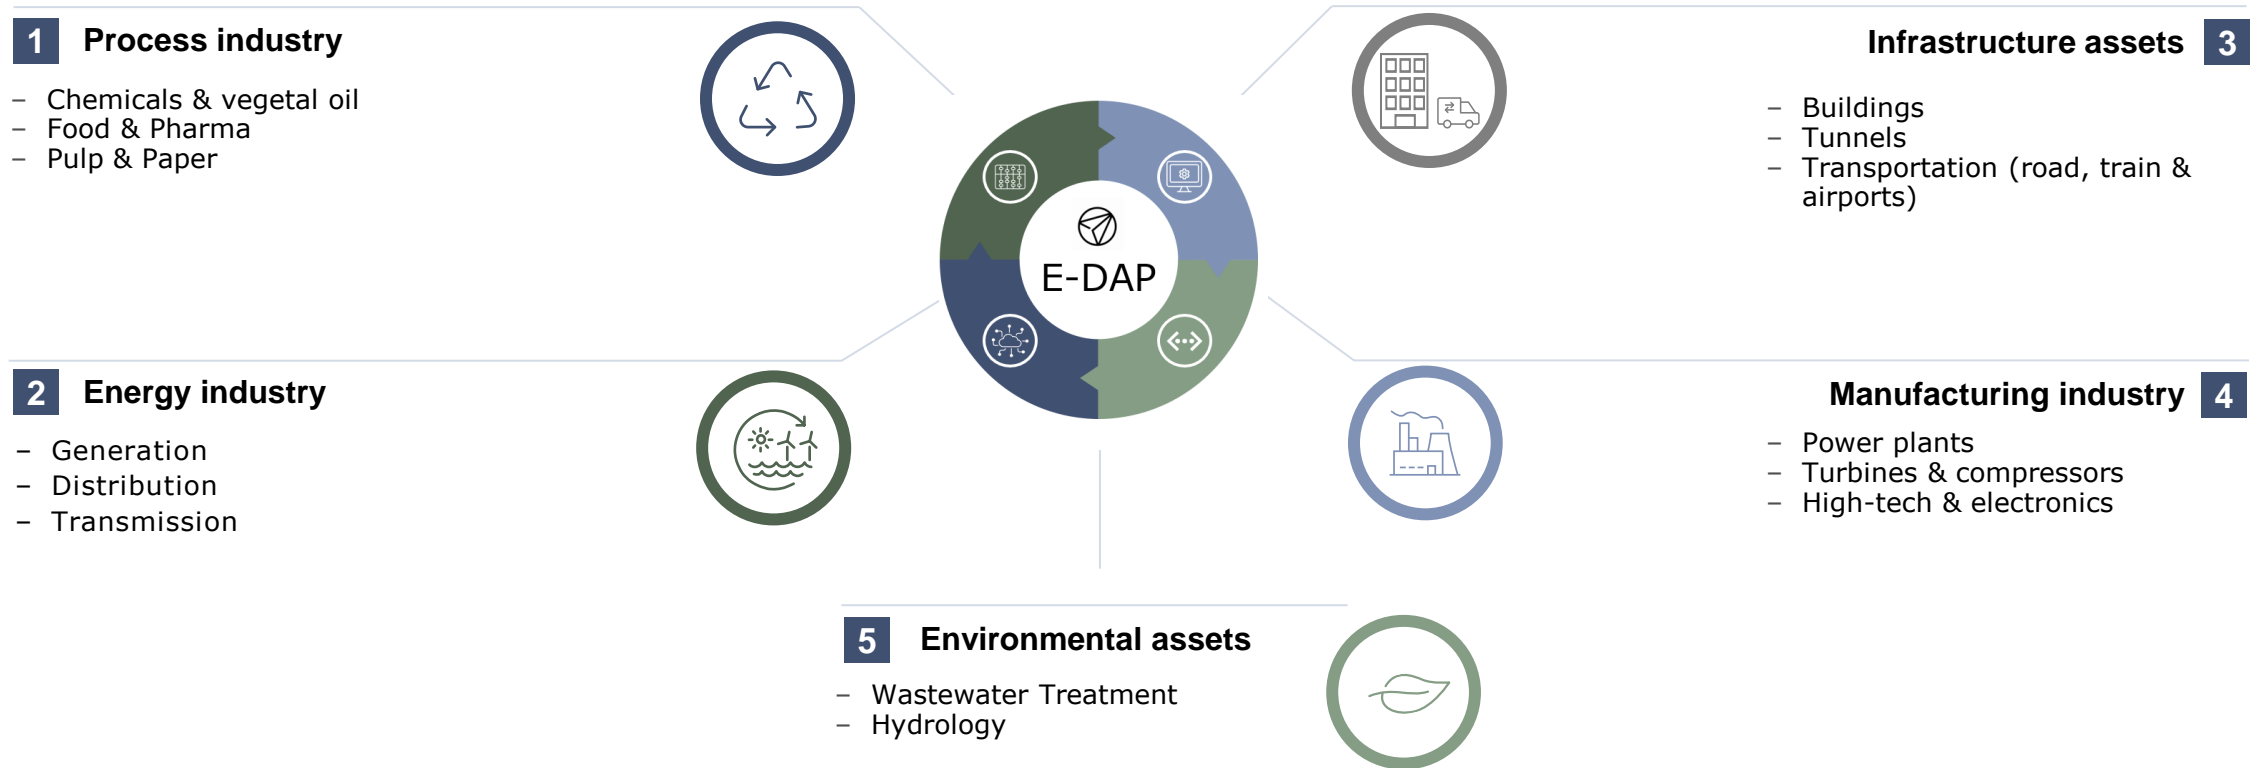 1 Process industry
– Chemicals & vegetal oil
– Food & Pharma
– Pulp & Paper
2 Energy industry
– Generation
– Distribution
– Transmission
E-DAP
Infrastructure assets 3
– Buildings
– Tunnels
– Transportation (road, train &
airports)
Manufacturing industry 4
– Power plants
– Turbines & compressors
– High-tech & electronics
5 Environmental assets
– Wastewater Treatment
– Hydrology